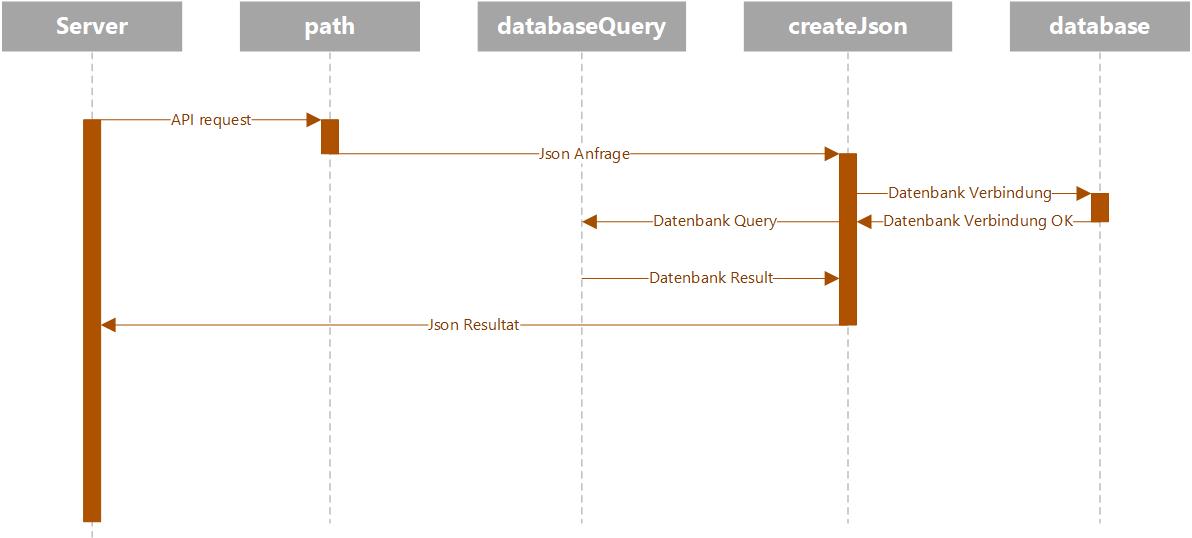 Server
path
databaseQuery
createJson
database
API request
Json Anfrage
Datenbank Verbindung
Datenbank Query
Datenbank Verbindung OK
Datenbank Result
Json Resultat